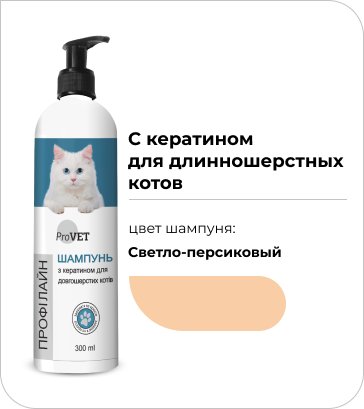 С кератином
для длинношерстных
котов
цвет шампуня:
Светло-персиковый
ProVET
ПРОФІЛАЙН
ШАМПУНЬ
з кератином для
довгошерстих котів
300 ml